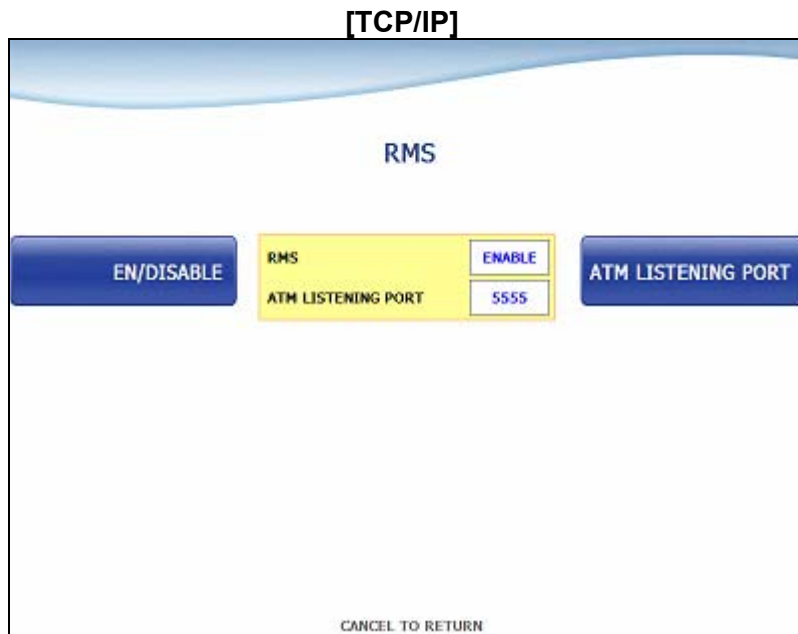 [TCP/IP]
RMS
EN/DISABLE
RMS ENABLE
ATM LISTENING PORT 5555
ATM LISTENING PORT
CANCEL TO RETURN